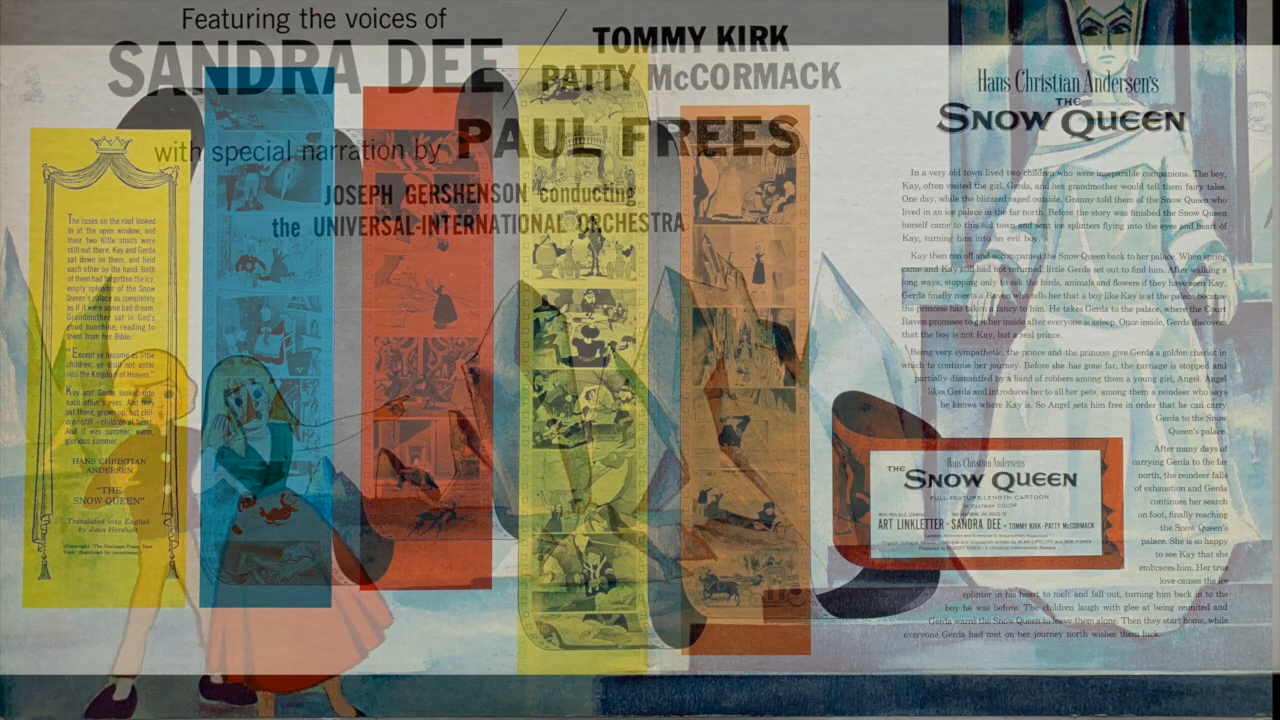 Featuring the voices of
SANDRA DEE
TOMMY KIRK
PATTY McCORMACK
with special narration by PAUL FREES
JOSEPH GERSHENSON conducting
the UNIVERSAL-INTERNATIONAL ORCHESTRA
The roses on the roof looked
in at the open window, and
their two little stools were
still out there. Kay and Gerda
sat down on them, and held
each other by the hand. Both
of them had forgotten the icy,
empty splendor of the Snow
Queen's palace as completely
as if it were some bad dream.
Grandmother sat in God's
good sunshine, reading to
them from her Bible.
"Except ye become as little
children, ye shall not enter
into the Kingdom of Heaven."
Kay and Gerda looked into
each other's eyes. And they
sat there, grown up, but chil-
dren still—children at heart.
And it was summer, warm,
glorious summer.
HANS CHRISTIAN
ANDERSEN
"THE
SNOW QUEEN"
Translated into English
by Jean Hersholt
Hans Christian Andersen's
THE
SNOW QUEEN
In a very old town lived two children who were inseparable companions. The boy,
Kay, often visited the girl, Gerda, and her grandmother would tell them fairy tales.
One day, while the blizzard raged outside, Granny told them of the Snow Queen who
lived in an ice palace in the far north. Before the story was finished the Snow Queen
herself came to this old town and sent ice splinters flying into the eyes and heart of
Kay, turning him into an evil boy.
Kay then ran off and accompanied the Snow Queen back to her palace. When spring
came and Kay still had not returned, little Gerda set out to find him. After walking a
long ways, stopping only to ask the birds, animals and flowers if they have seen Kay,
Gerda finally meets a Raven who tells her that a boy like Kay is at the palace, because
the princess has taken a fancy to him. He takes Gerda to the palace, where the Court
Raven promises to get her inside after everyone is asleep. Once inside, Gerda discovers
that the boy is not Kay, but a real prince.
Being very sympathetic, the prince and the princess give Gerda a golden chariot in
which to continue her journey. Before she has gone far, the carriage is stopped and
partially dismantled by a band of robbers among them a young girl, Angel. Angel
likes Gerda and introduces her to all her pets, among them a reindeer who says
he knows where Kay is. So Angel sets him free in order that he can carry
Gerda to the Snow
Queen's palace.
After many days of
carrying Gerda to the far
north, the reindeer falls
of exhaustion and Gerda
continues her search
on foot, finally reaching
the Snow Queen's
palace. She is so happy
to see Kay that she
embraces him. Her true
love causes the ice
splinter in his heart to melt and fall out, turning him back in to the
boy he was before. The children laugh with glee at being reunited and
Gerda warns the Snow Queen to leave them alone. Then they start home, while
everyone Gerda had met on her journey north wishes them luck.
Hans Christian Andersen's
THE SNOW QUEEN
FULL FEATURE-LENGTH CARTOON
in EASTMAN COLOR
ART LINKLETTER · SANDRA DEE · TOMMY KIRK · PATTY McCORMACK